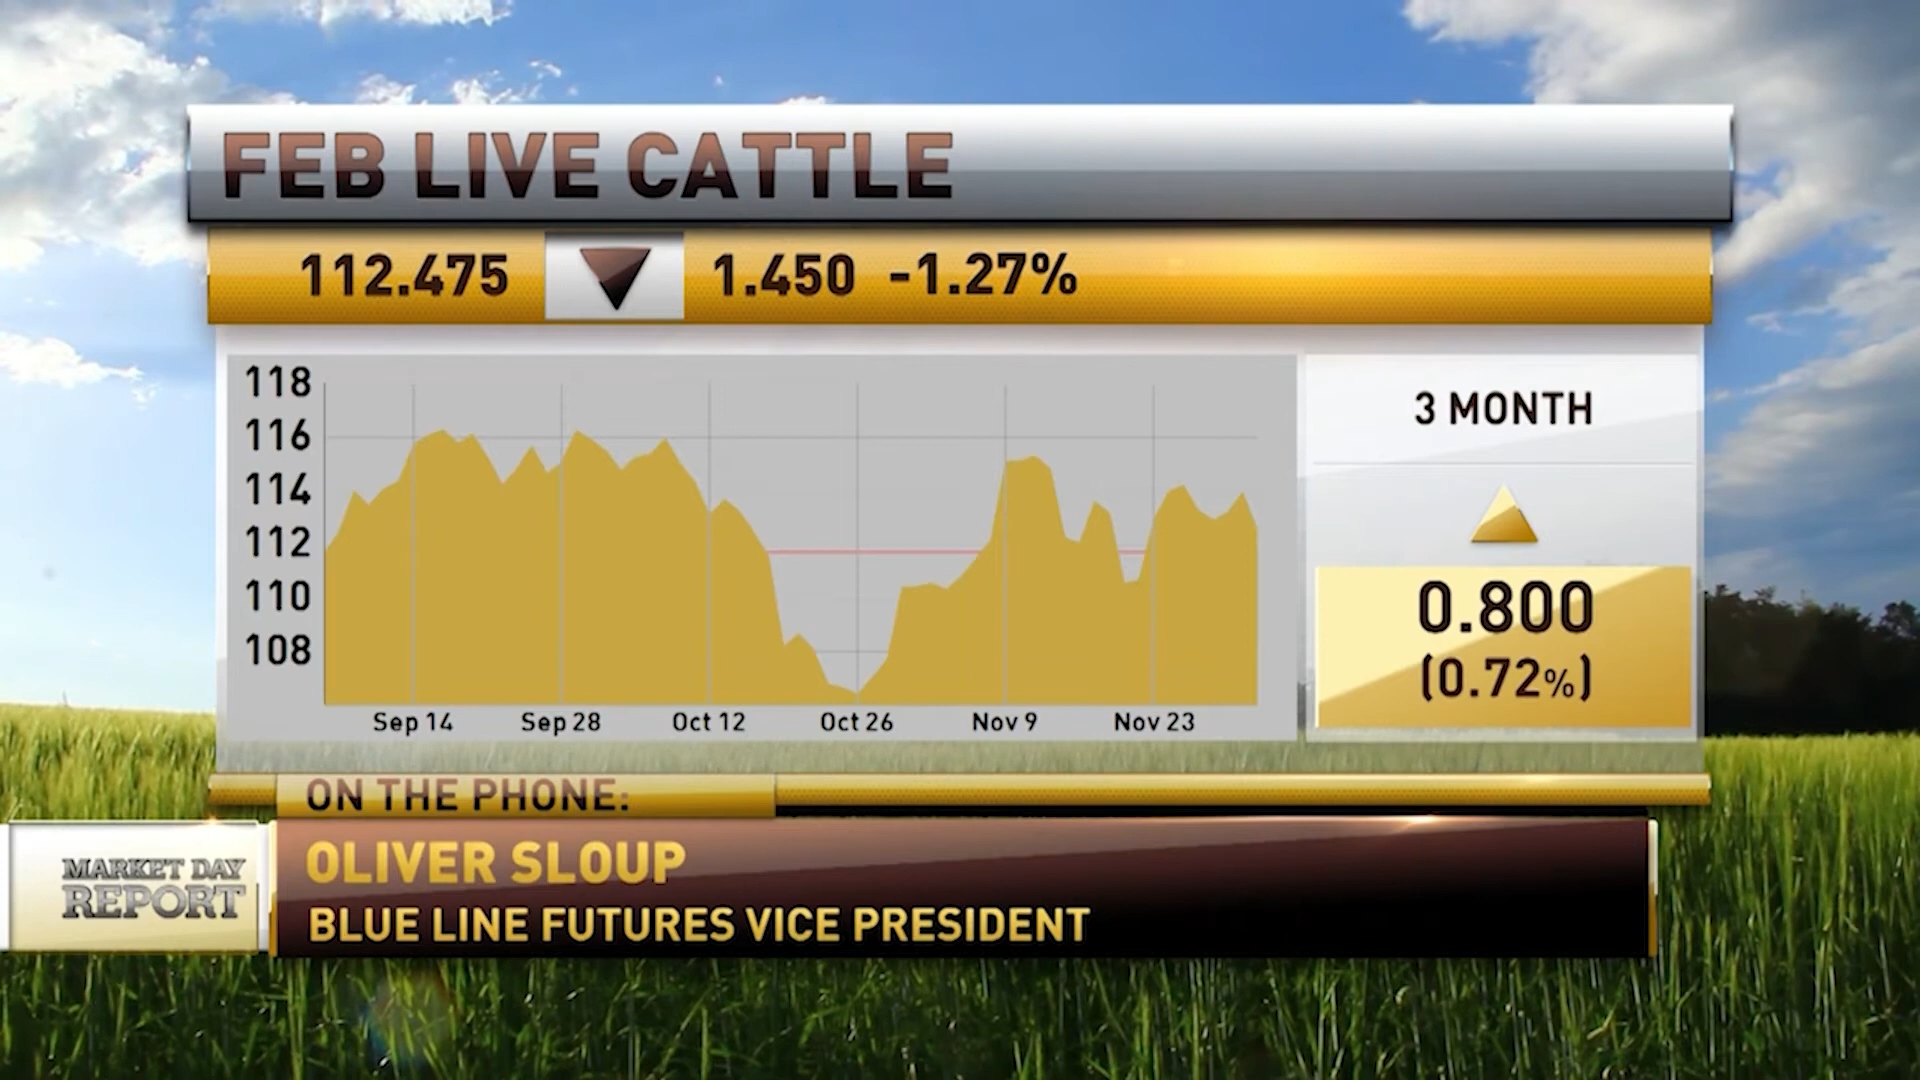 FEB LIVE CATTLE
112.475 ▼ 1.450 -1.27%
118
116
114
112
110
108
Sep 14 Sep 28 Oct 12 Oct 26 Nov 9 Nov 23
3 MONTH
0.800
(0.72%)
ON THE PHONE:
OLIVER SLOUP
BLUE LINE FUTURES VICE PRESIDENT
MARKET DAY
REPORT